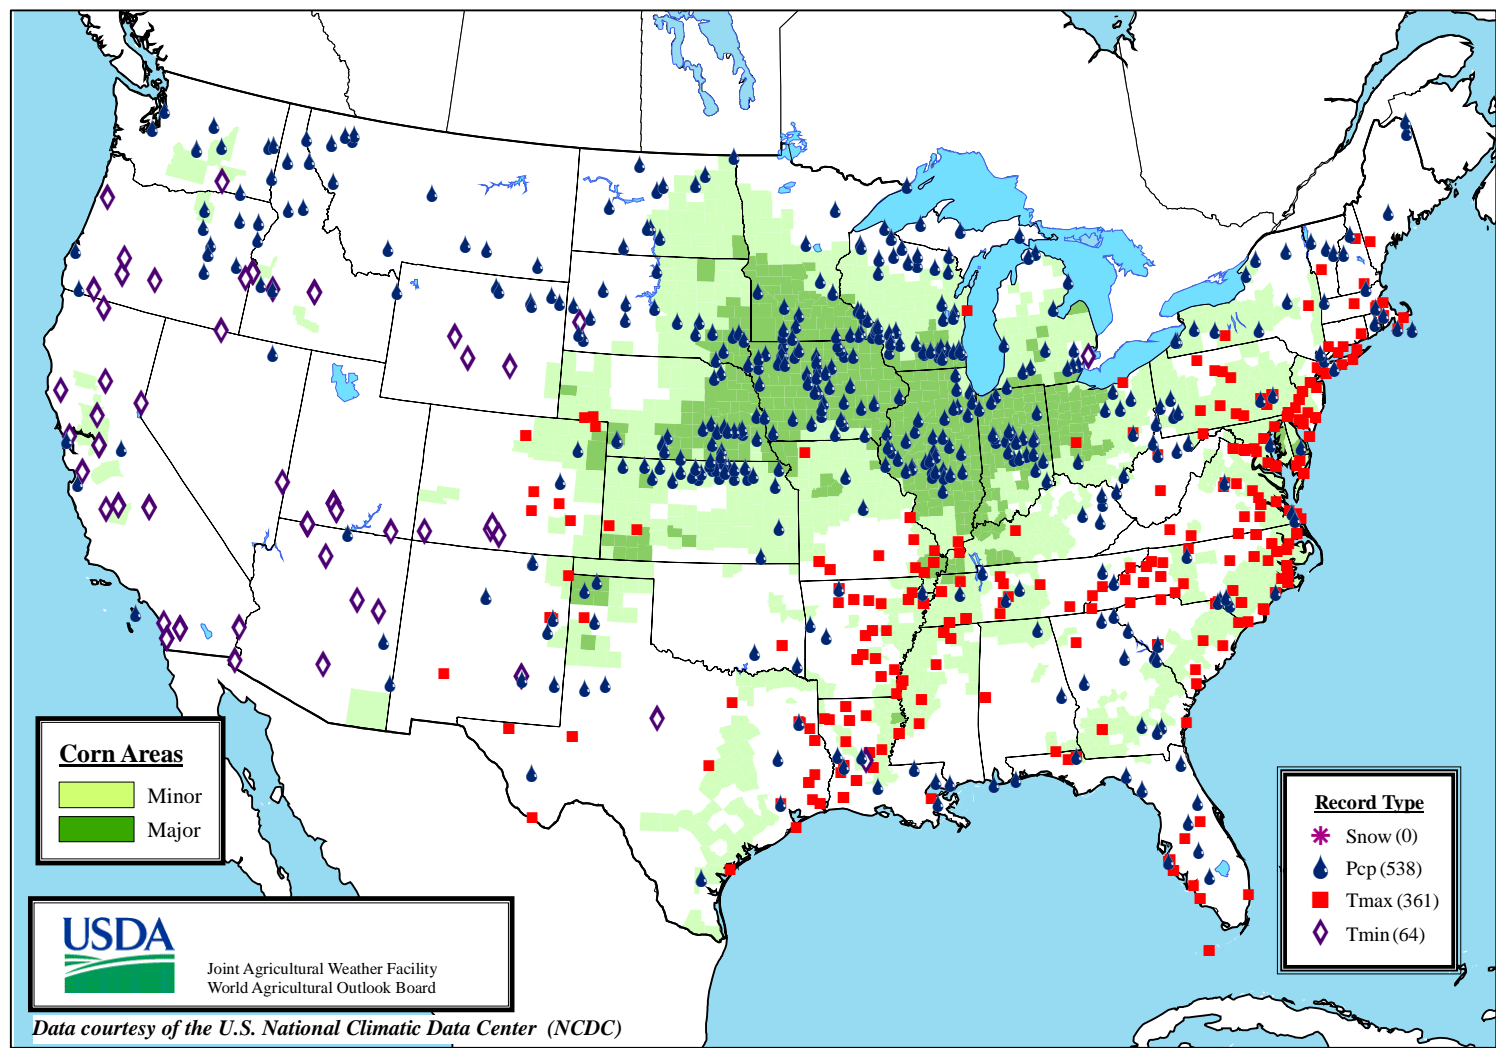 Corn Areas
Minor
Major
Record Type
Snow (0)
Pcp (538)
Tmax (361)
Tmin (64)
USDA
Joint Agricultural Weather Facility
World Agricultural Outlook Board
Data courtesy of the U.S. National Climatic Data Center (NCDC)